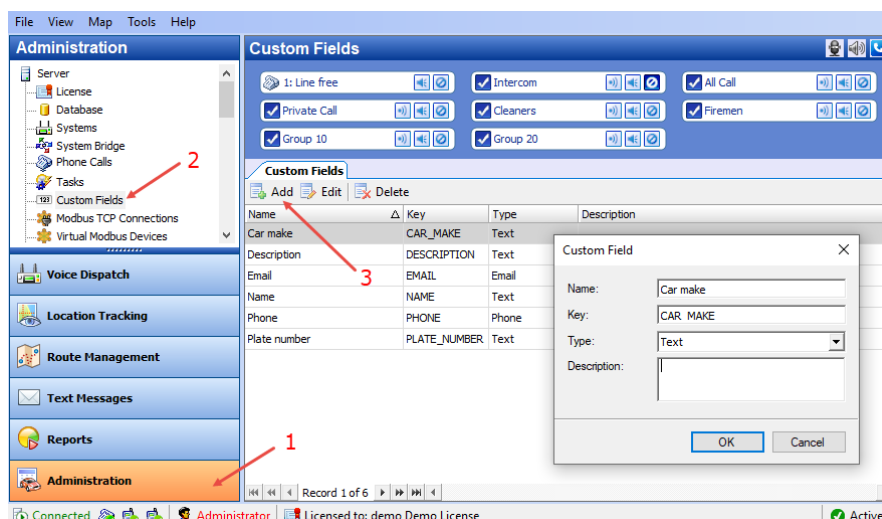 File View Map Tools Help
Administration
Server
License
Database
Systems
System Bridge
Phone Calls
Tasks
123 Custom Fields
Modbus TCP Connections
Virtual Modbus Devices
2
Voice Dispatch
Location Tracking
Route Management
Text Messages
Reports
Administration
1
Custom Fields
1: Line free Intercom All Call
Private Call Cleaners Firemen
Group 10 Group 20
Custom Fields
Add Edit Delete
Name Key Type Description
Car make CAR_MAKE Text
Description DESCRIPTION Text
Email EMAIL Email
Name NAME Text
Phone PHONE Phone
Plate number PLATE_NUMBER Text
3
Custom Field
Name: Car make
Key: CAR MAKE
Type: Text
Description:
OK Cancel
Record 1 of 6
Connected Administrator Licensed to: demo Demo License Active